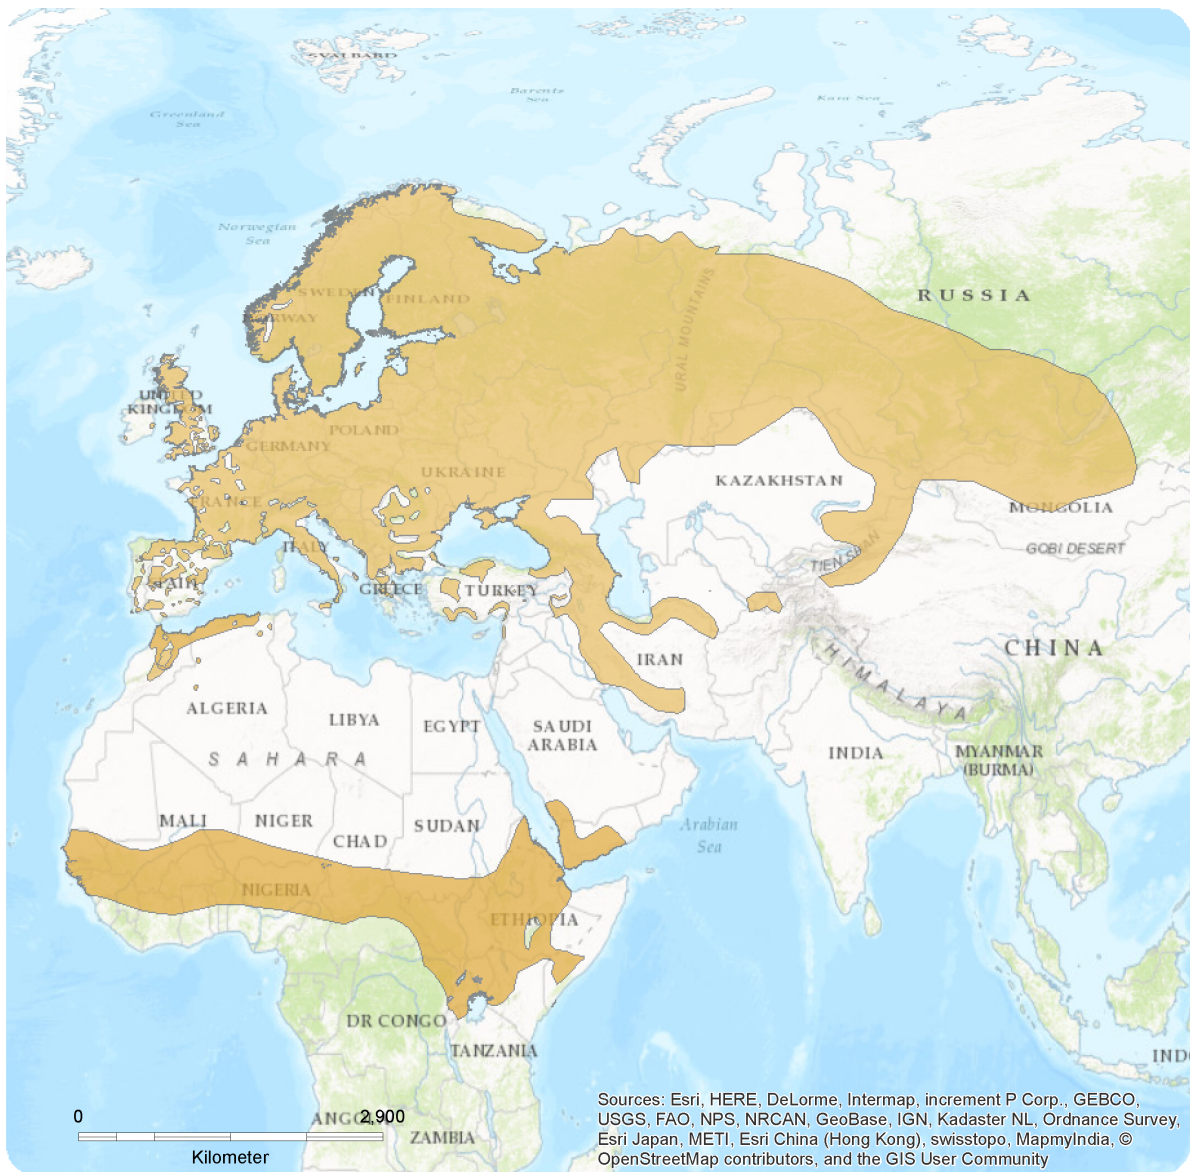 SVALBARD
Barents
Sea
Kara Sea
Greenland
Sea
Norwegian
Sea
RUSSIA
SWEDEN
FINLAND
NORWAY
URAL MOUNTAINS
UNITED
KINGDOM
POLAND
GERMANY
UKRAINE
FRANCE
KAZAKHSTAN
MONGOLIA
ITALY
GOBI DESERT
TIEN SHAN
SPAIN
GREECE
TURKEY
CHINA
IRAN
HIMALAYA
ALGERIA
LIBYA
EGYPT
SAUDI
ARABIA
INDIA
MYANMAR
(BURMA)
SAHARA
MALI
NIGER
CHAD
SUDAN
Arabian
Sea
NIGERIA
ETHIOPIA
DR CONGO
TANZANIA
IND
ANGO
ZAMBIA
0 2,900
Kilometer
Sources: Esri, HERE, DeLorme, Intermap, increment P Corp., GEBCO,
USGS, FAO, NPS, NRCAN, GeoBase, IGN, Kadaster NL, Ordnance Survey,
Esri Japan, METI, Esri China (Hong Kong), swisstopo, MapmyIndia, ©
OpenStreetMap contributors, and the GIS User Community